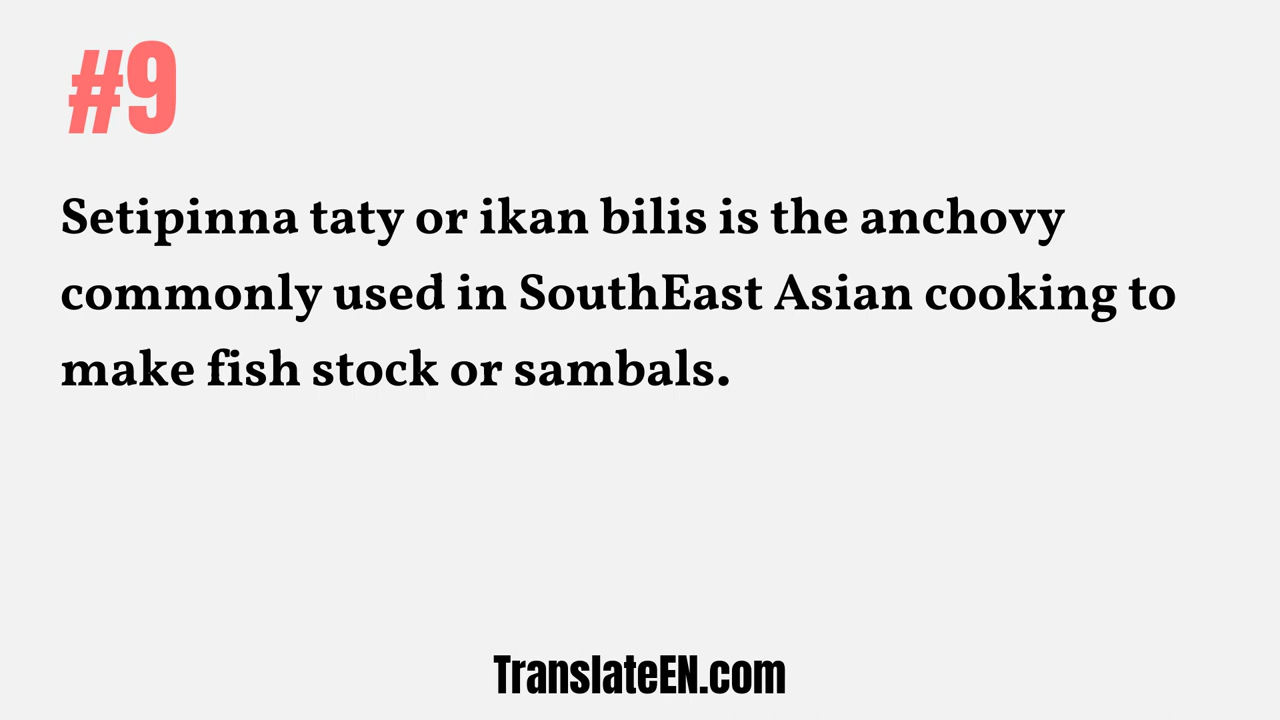 #9
Setipinna taty or ikan bilis is the anchovy
commonly used in SouthEast Asian cooking to
make fish stock or sambals.
TranslateEN.com